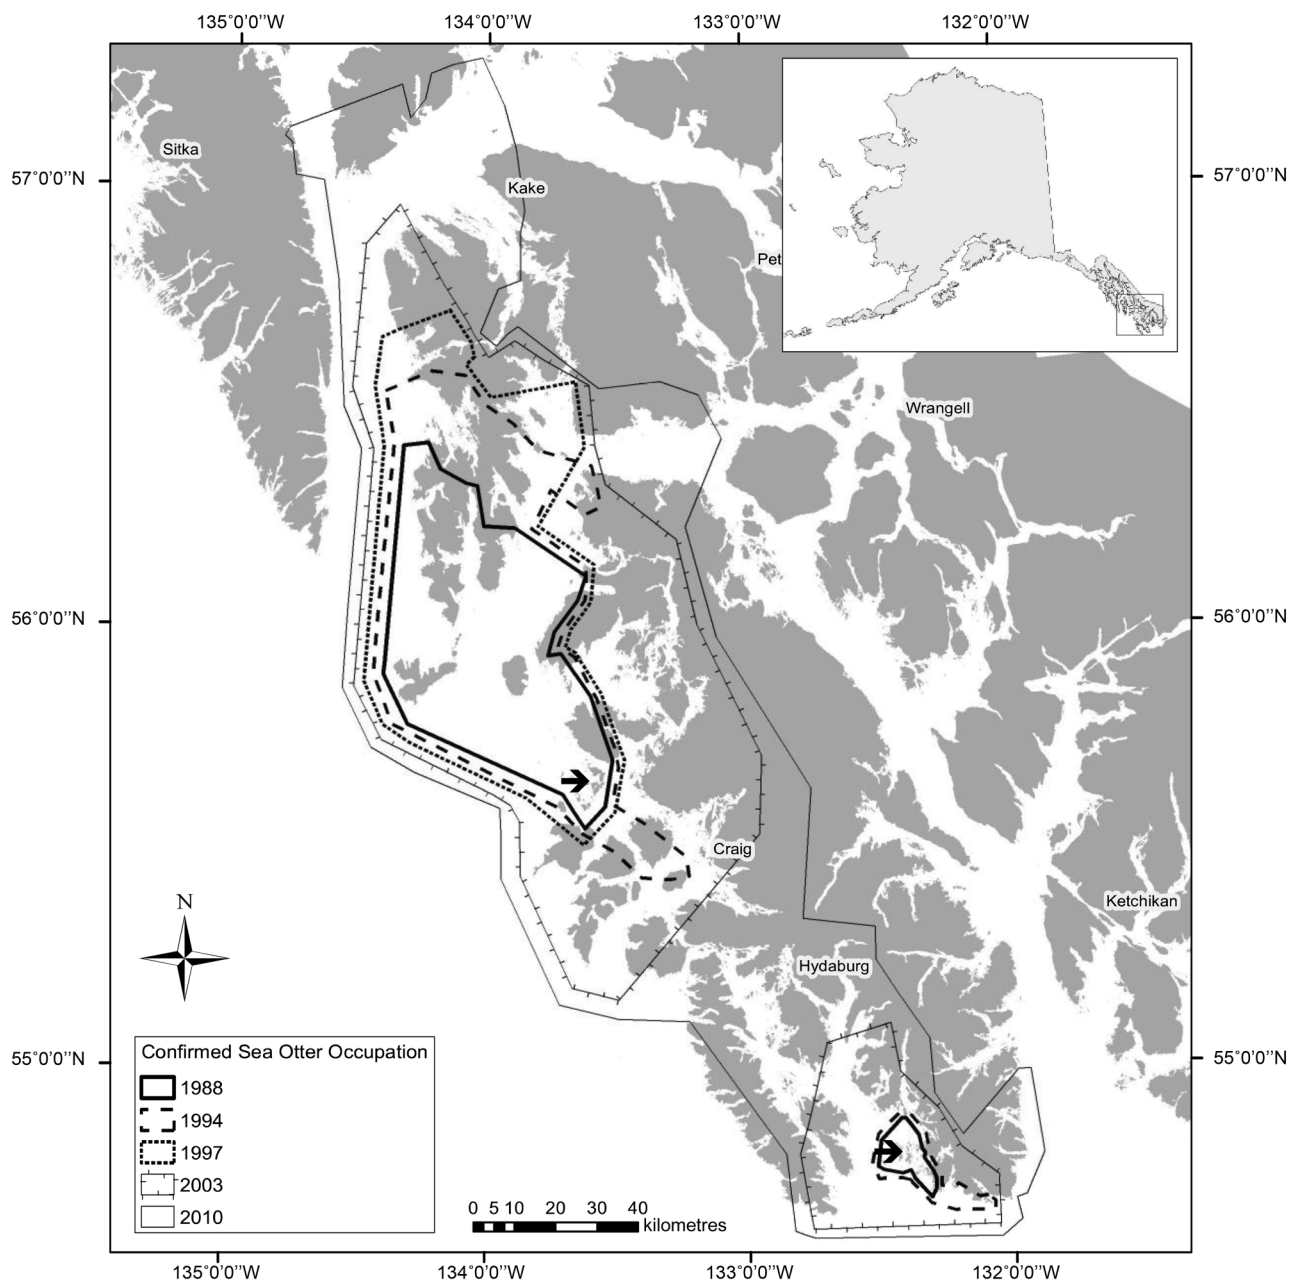 135°0'0''W 134°0'0''W 133°0'0''W 132°0'0''W
Sitka
57°0'0''N 57°0'0''N
Kake
Pet
Wrangell
56°0'0''N 56°0'0''N
Craig
Ketchikan
N
Hydaburg
55°0'0''N 55°0'0''N
Confirmed Sea Otter Occupation
1988
1994
1997
2003
2010
0 5 10 20 30 40
kilometres
135°0'0''W 134°0'0''W 133°0'0''W 132°0'0''W